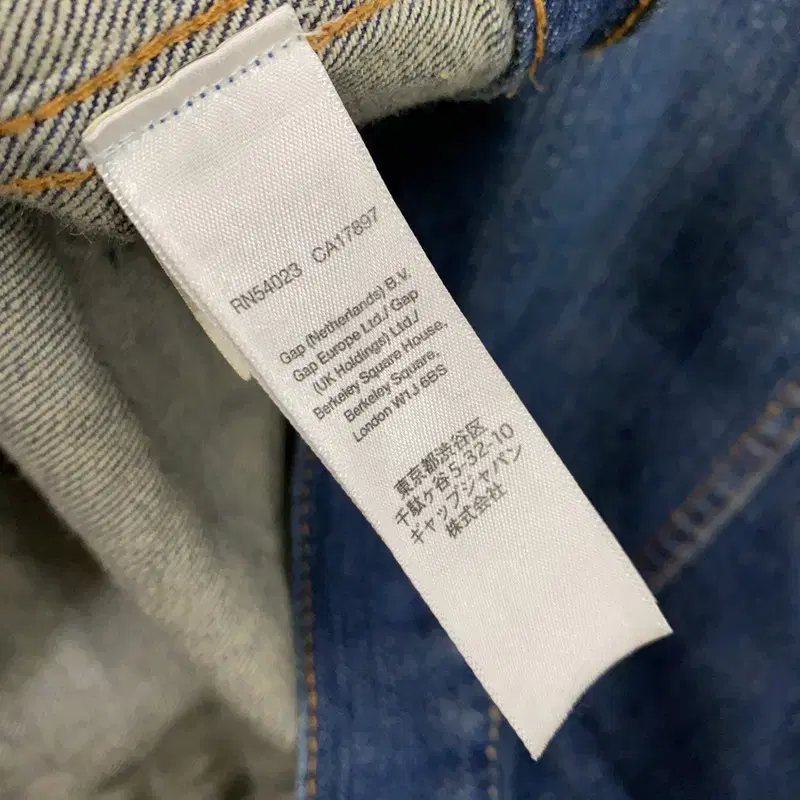 RN54023 CA17897
Gap (Netherlands) B.V.
Gap Europe Ltd./ Gap
(UK Holdings) Ltd./
Berkeley Square House,
Berkeley Square,
London W1J 6BS
東京都渋谷区
千駄ケ谷5-32-10
ギャップジャパン
株式会社